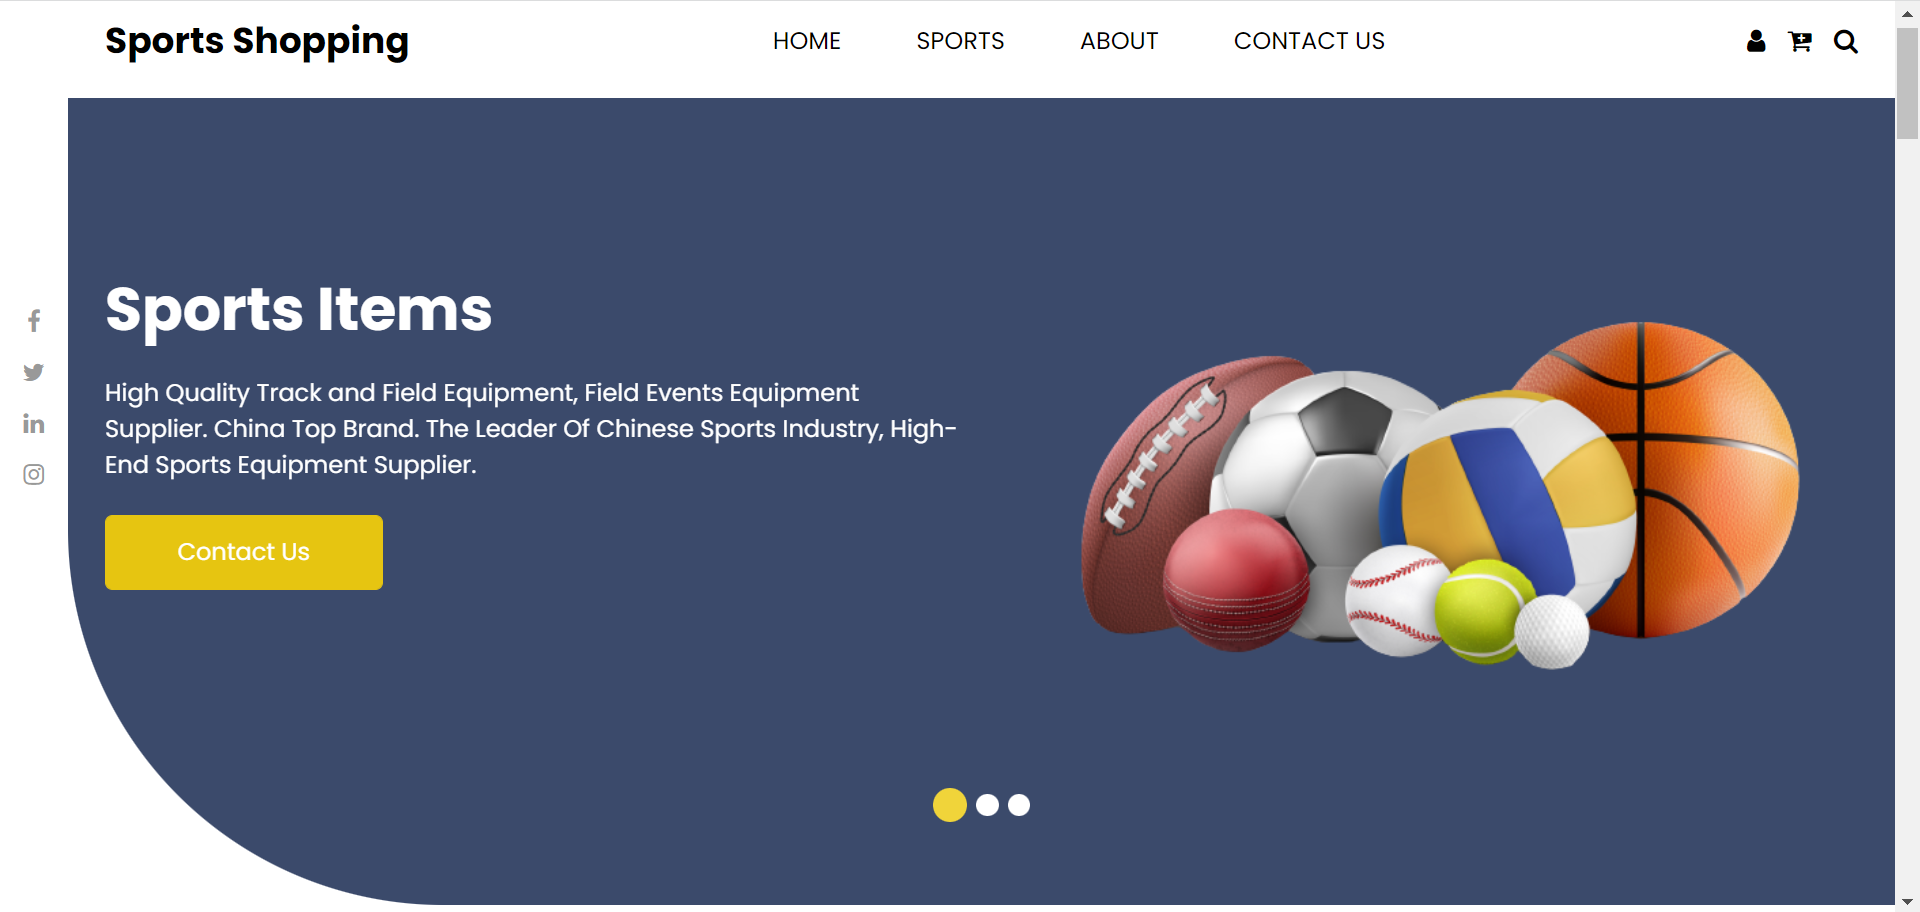 Sports Shopping
HOME
SPORTS
ABOUT
CONTACT US
Sports Items
High Quality Track and Field Equipment, Field Events Equipment
Supplier. China Top Brand. The Leader Of Chinese Sports Industry, High-
End Sports Equipment Supplier.
Contact Us